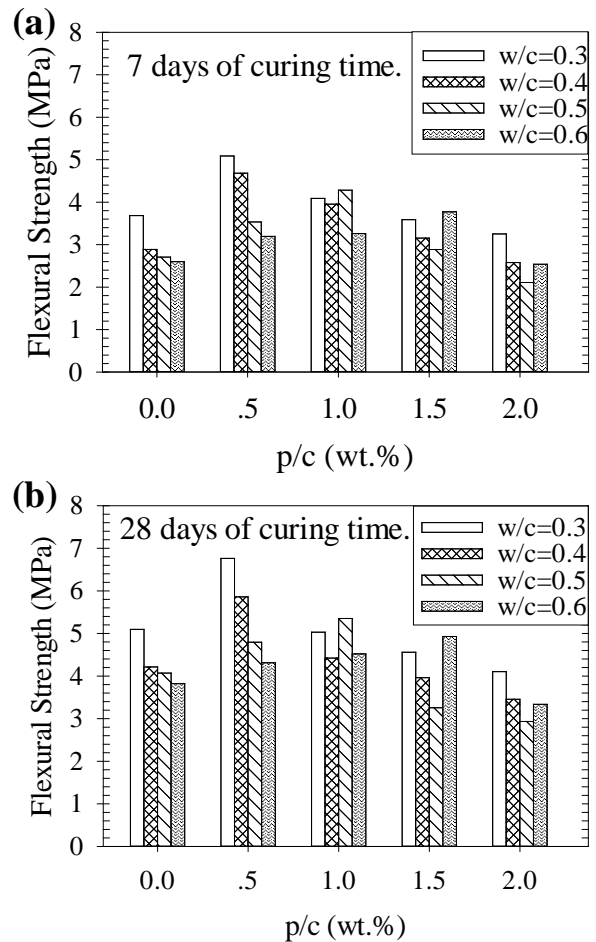 (a)
8
7
6
5
4
3
2
1
0
Flexural Strength (MPa)
7 days of curing time.
w/c=0.3
w/c=0.4
w/c=0.5
w/c=0.6
0.0 .5 1.0 1.5 2.0
p/c (wt.%)
(b)
8
7
6
5
4
3
2
1
0
Flexural Strength (MPa)
28 days of curing time.
w/c=0.3
w/c=0.4
w/c=0.5
w/c=0.6
0.0 .5 1.0 1.5 2.0
p/c (wt.%)